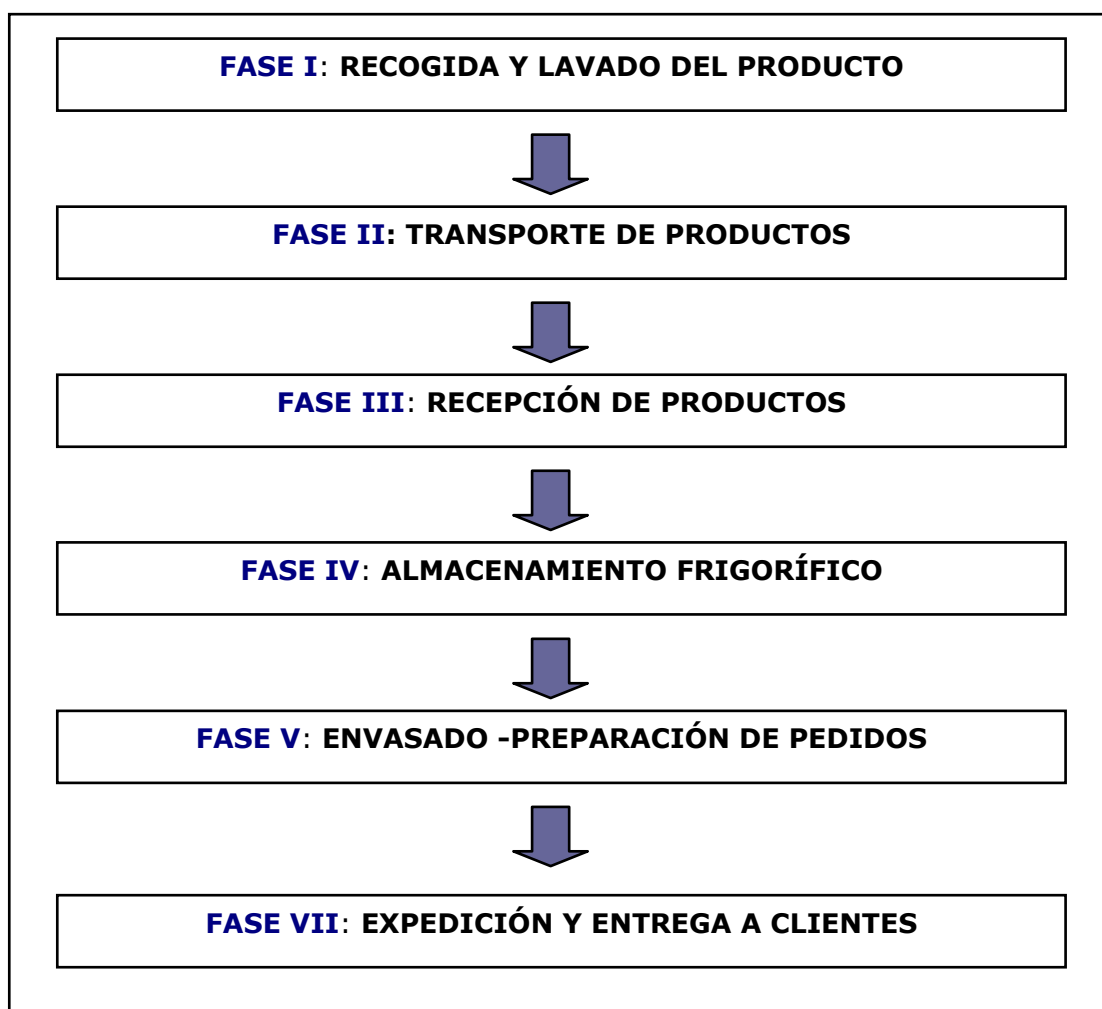 FASE I: RECOGIDA Y LAVADO DEL PRODUCTO
FASE II: TRANSPORTE DE PRODUCTOS
FASE III: RECEPCIÓN DE PRODUCTOS
FASE IV: ALMACENAMIENTO FRIGORÍFICO
FASE V: ENVASADO -PREPARACIÓN DE PEDIDOS
FASE VII: EXPEDICIÓN Y ENTREGA A CLIENTES